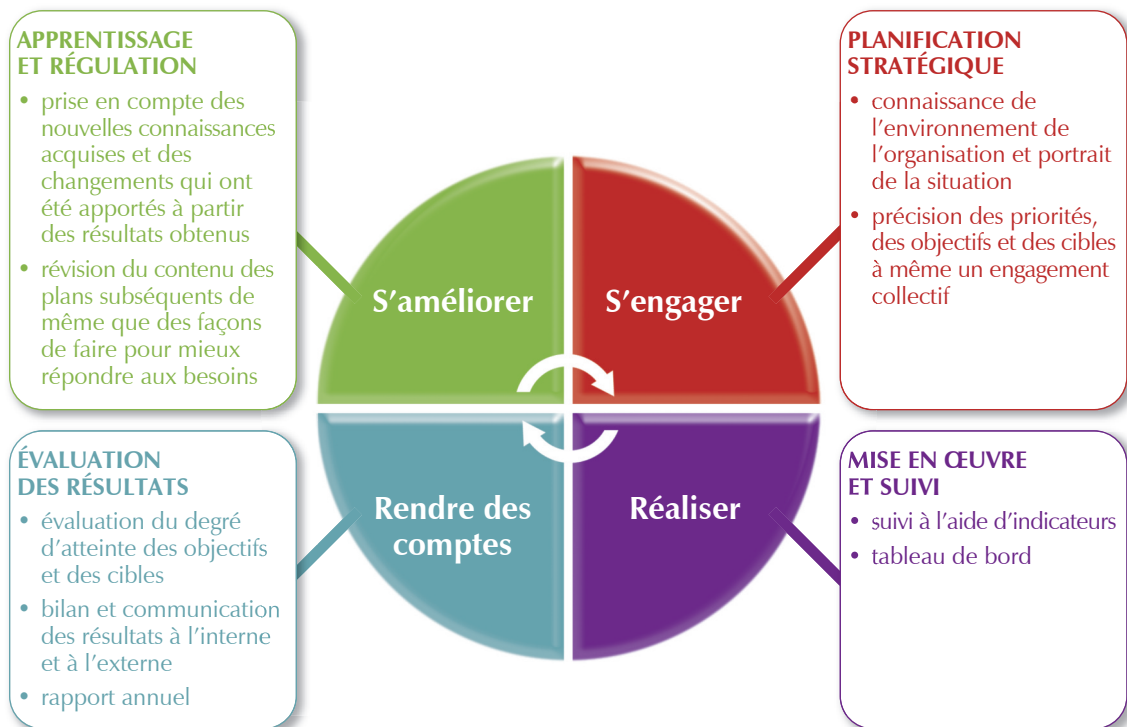 APPRENTISSAGE
ET RÉGULATION
• prise en compte des
nouvelles connaissances
acquises et des
changements qui ont
été apportés à partir
des résultats obtenus
• révision du contenu des
plans subséquents de
même que des façons
de faire pour mieux
répondre aux besoins
PLANIFICATION
STRATÉGIQUE
• connaissance de
l’environnement de
l’organisation et portrait
de la situation
• précision des priorités,
des objectifs et des cibles
à même un engagement
collectif
S’améliorer
S’engager
Rendre des
comptes
Réaliser
ÉVALUATION
DES RÉSULTATS
• évaluation du degré
d’atteinte des objectifs
et des cibles
• bilan et communication
des résultats à l’interne
et à l’externe
• rapport annuel
MISE EN ŒUVRE
ET SUIVI
• suivi à l’aide d’indicateurs
• tableau de bord